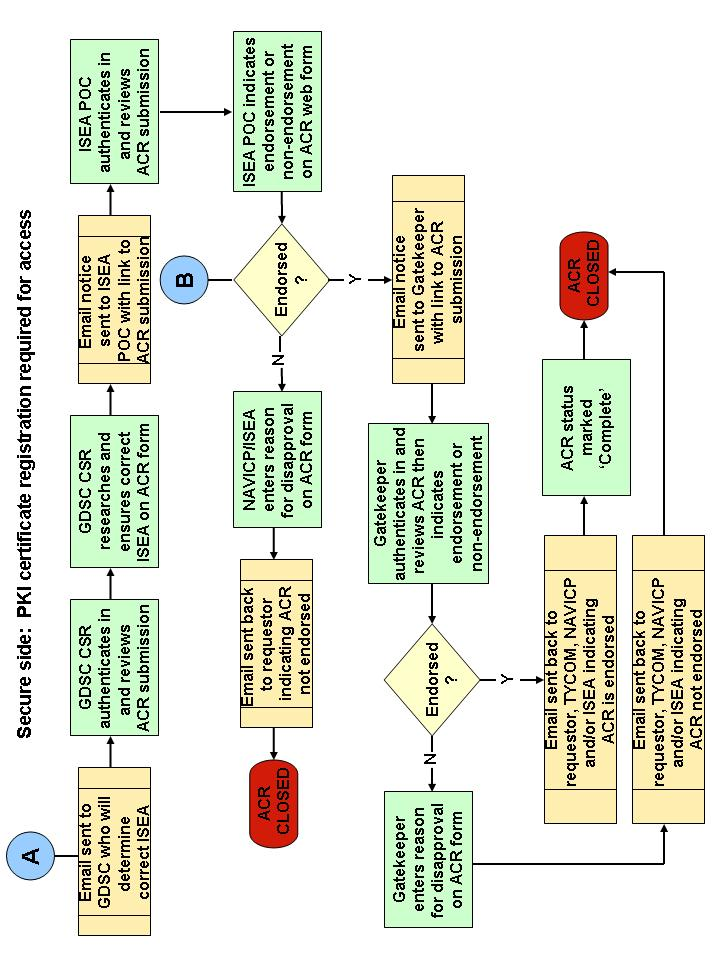 Secure side:  PKI certificate registration required for access
A
Email sent to
GDSC who will
determine
correct ISEA
GDSC CSR
authenticates in
and reviews
ACR submission
GDSC CSR
researches and
ensures correct
ISEA on ACR form
Email notice
sent to ISEA
POC with link to
ACR submission
ISEA POC
authenticates in
and reviews
ACR submission
ISEA POC indicates
endorsement or
non-endorsement
on ACR web form
B
Endorsed
?
N
Y
NAVICP/ISEA
enters reason
for disapproval
on ACR form
Email sent back
to requestor
indicating ACR
not endorsed
ACR
CLOSED
Email notice
sent to Gatekeeper
with link to ACR
submission
Gatekeeper
authenticates in and
reviews ACR then
indicates
endorsement or
non-endorsement
Endorsed
?
N
Y
Gatekeeper
enters reason
for disapproval
on ACR form
Email sent back to
requestor, TYCOM, NAVICP
and/or ISEA indicating
ACR is endorsed
ACR status
marked
‘Complete’
ACR
CLOSED
Email sent back to
requestor, TYCOM, NAVICP
and/or ISEA indicating
ACR not endorsed